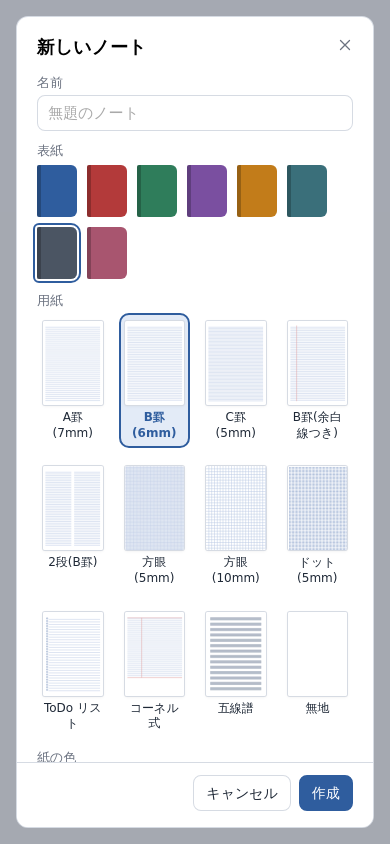 新しいノート
名前
無題のノート
表紙
用紙
A罫
(7mm)
B罫
(6mm)
C罫
(5mm)
B罫(余白
線つき)
2段(B罫)
方眼
(5mm)
方眼
(10mm)
ドット
(5mm)
ToDo リス
ト
コーネル
式
五線譜
無地
紙の色
キャンセル
作成